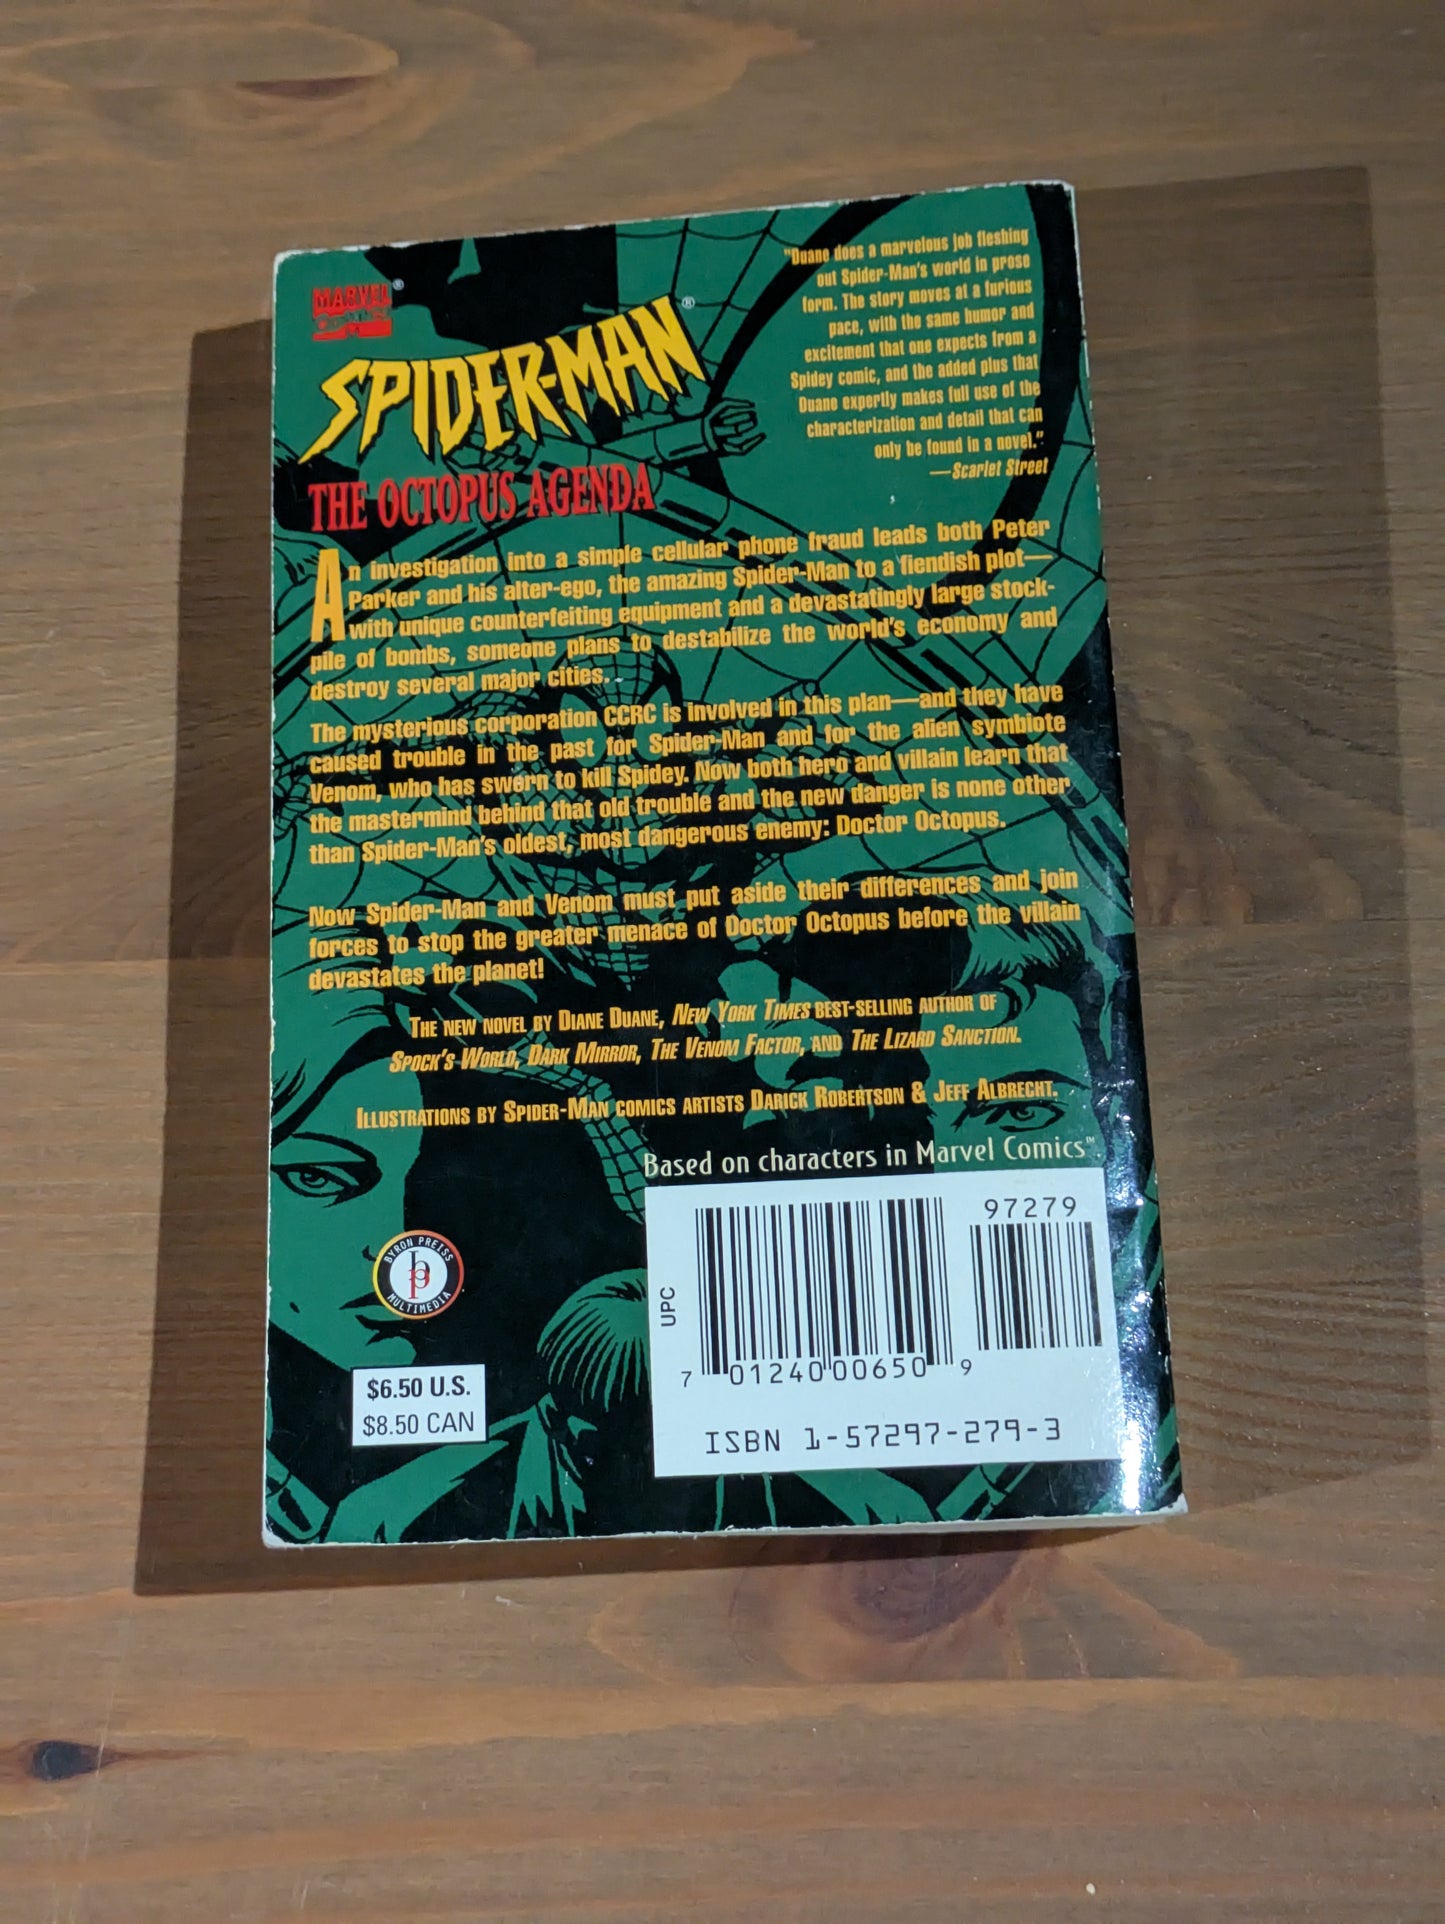 MARVEL ®
COMICS
SPIDER-MAN®
THE OCTOPUS AGENDA
"Duane does a marvelous job fleshing
out Spider-Man's world in prose
form. The story moves at a furious
pace, with the same humor and
excitement that one expects from a
Spidey comic, and the added plus that
Duane expertly makes full use of the
characterization and detail that can
only be found in a novel."
—Scarlet Street
An investigation into a simple cellular phone fraud leads both Peter
Parker and his alter-ego, the amazing Spider-Man to a fiendish plot—
with unique counterfeiting equipment and a devastatingly large stock-
pile of bombs, someone plans to destabilize the world's economy and
destroy several major cities.
The mysterious corporation CCRC is involved in this plan—and they have
caused trouble in the past for Spider-Man and for the alien symbiote
Venom, who has sworn to kill Spidey. Now both hero and villain learn that
the mastermind behind that old trouble and the new danger is none other
than Spider-Man's oldest, most dangerous enemy: Doctor Octopus.
Now Spider-Man and Venom must put aside their differences and join
forces to stop the greater menace of Doctor Octopus before the villain
devastates the planet!
THE NEW NOVEL BY DIANE DUANE, NEW YORK TIMES BEST-SELLING AUTHOR OF
SPOCK'S WORLD, DARK MIRROR, THE VENOM FACTOR, AND THE LIZARD SANCTION.
ILLUSTRATIONS BY SPIDER-MAN COMICS ARTISTS DARICK ROBERTSON & JEFF ALBRECHT.
Based on characters in Marvel Comics™
BYRON PREISS
bp
MULTIMEDIA
$6.50 U.S.
$8.50 CAN
UPC
97279
7 01240 00650 9
ISBN 1-57297-279-3